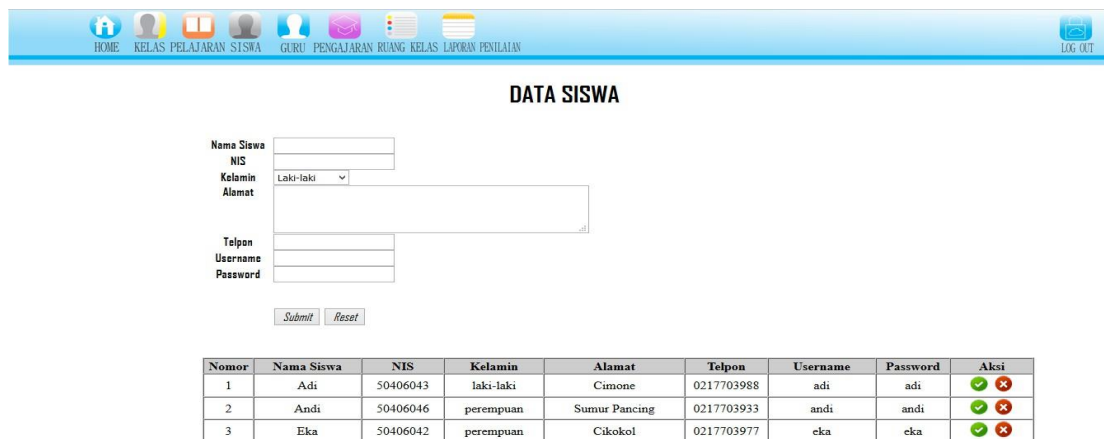 HOME KELAS PELAJARAN SISWA GURU PENGAJARAN RUANG KELAS LAPORAN PENILAIAN LOG OUT
DATA SISWA
Nama Siswa
NIS
Kelamin Laki-laki
Alamat
Telpon
Username
Password
Submit Reset
Nomor Nama Siswa NIS Kelamin Alamat Telpon Username Password Aksi
1 Adi 50406043 laki-laki Cimone 0217703988 adi adi
2 Andi 50406046 perempuan Sumur Pancing 0217703933 andi andi
3 Eka 50406042 perempuan Cikokol 0217703977 eka eka